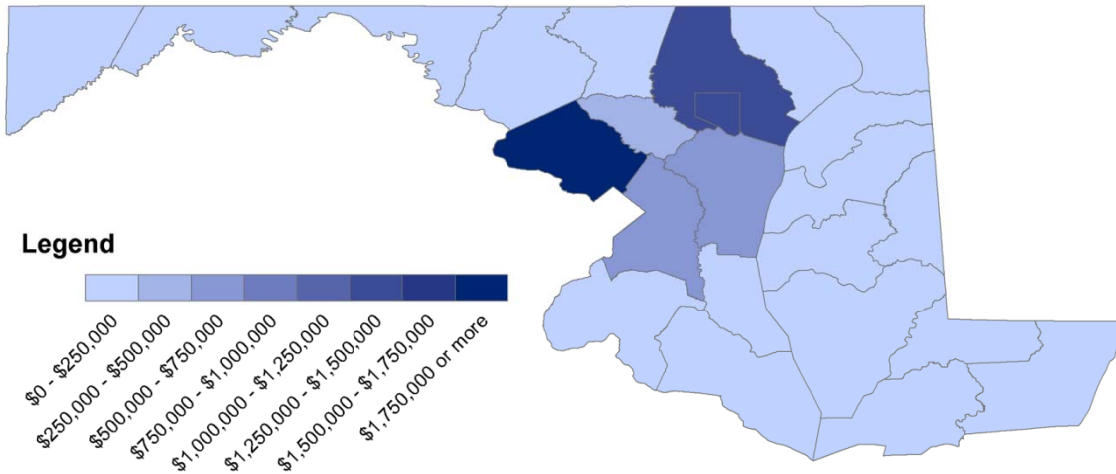 Legend
$0 - $250,000
$250,000 - $500,000
$500,000 - $750,000
$750,000 - $1,000,000
$1,000,000 - $1,250,000
$1,250,000 - $1,500,000
$1,500,000 - $1,750,000
$1,750,000 or more